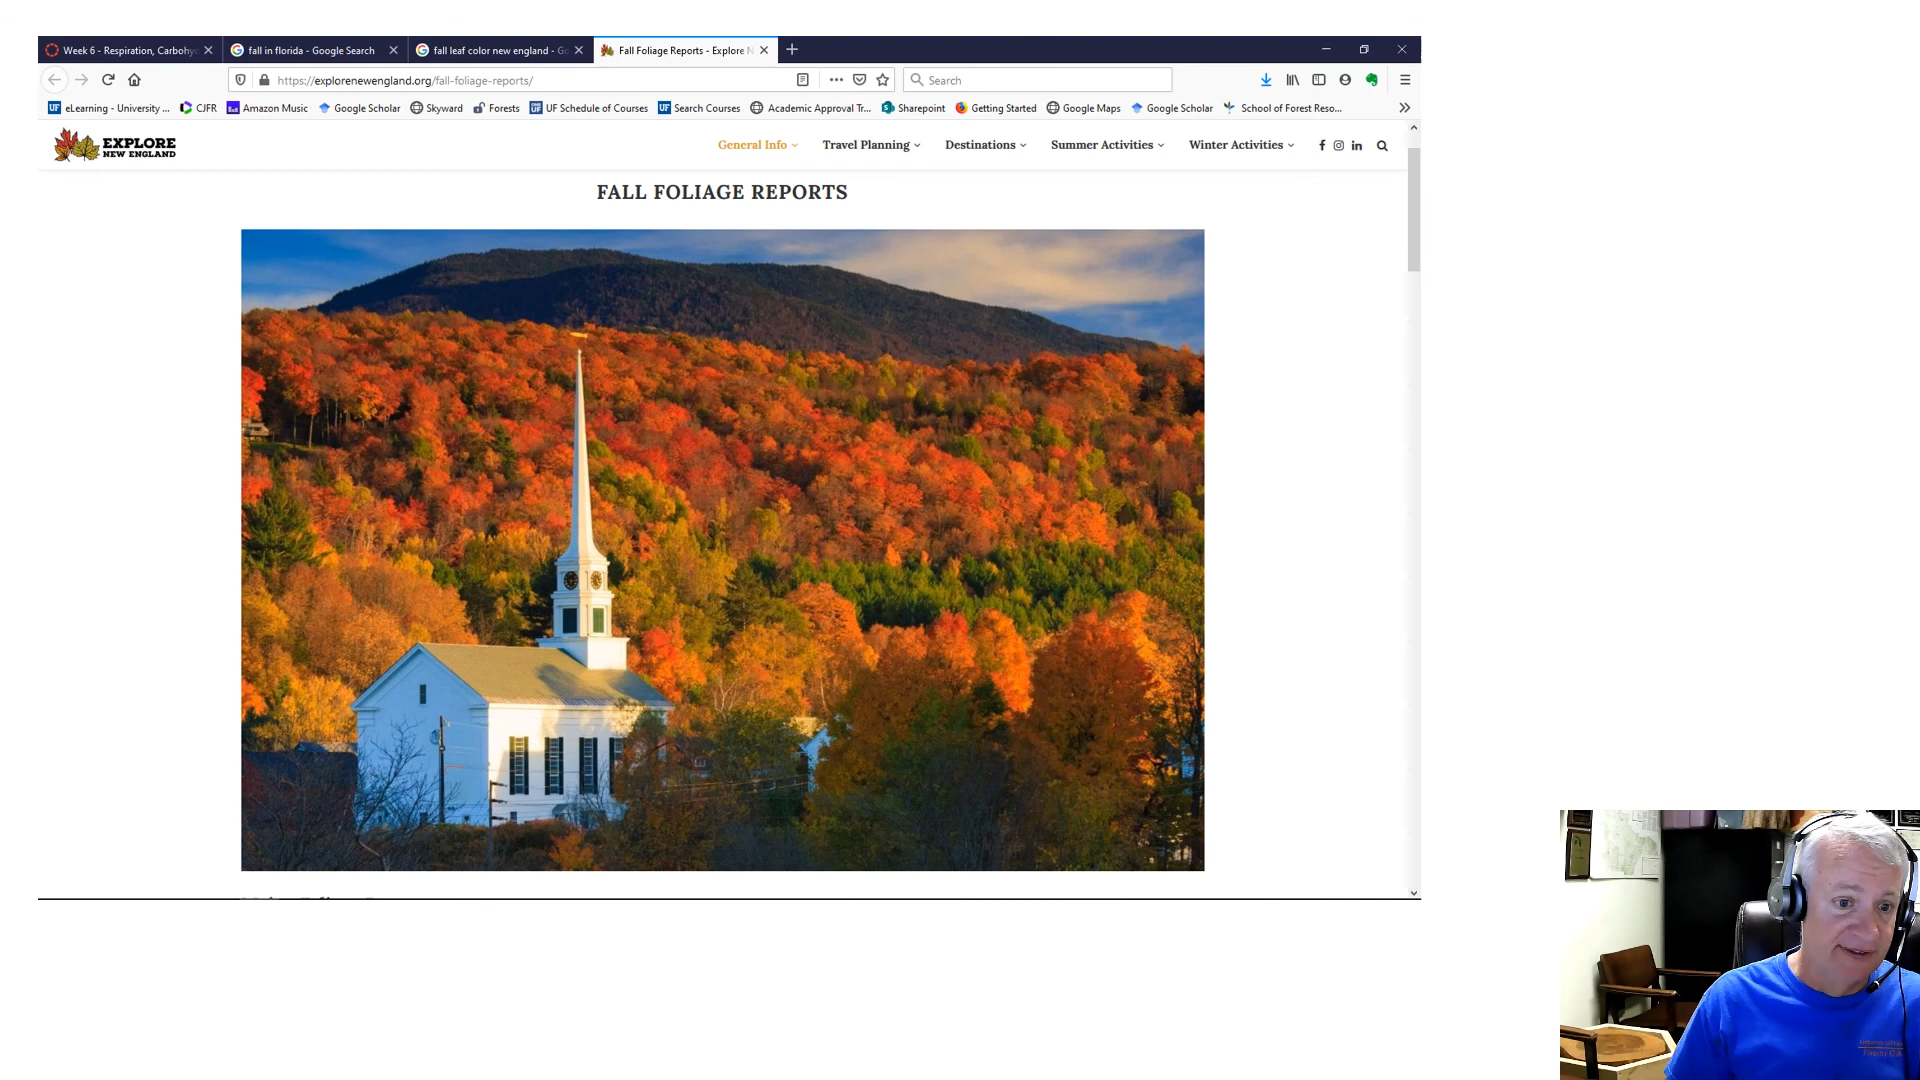 Week 6 - Respiration, Carbohy
fall in florida - Google Search
fall leaf color new england - Go
Fall Foliage Reports - Explore N
https://explorenewengland.org/fall-foliage-reports/
Search
eLearning - University ...
CJFR
Amazon Music
Google Scholar
Skyward
Forests
UF Schedule of Courses
Search Courses
Academic Approval Tr...
Sharepoint
Getting Started
Google Maps
Google Scholar
School of Forest Reso...
EXPLORE
NEW ENGLAND
General Info
Travel Planning
Destinations
Summer Activities
Winter Activities
FALL FOLIAGE REPORTS